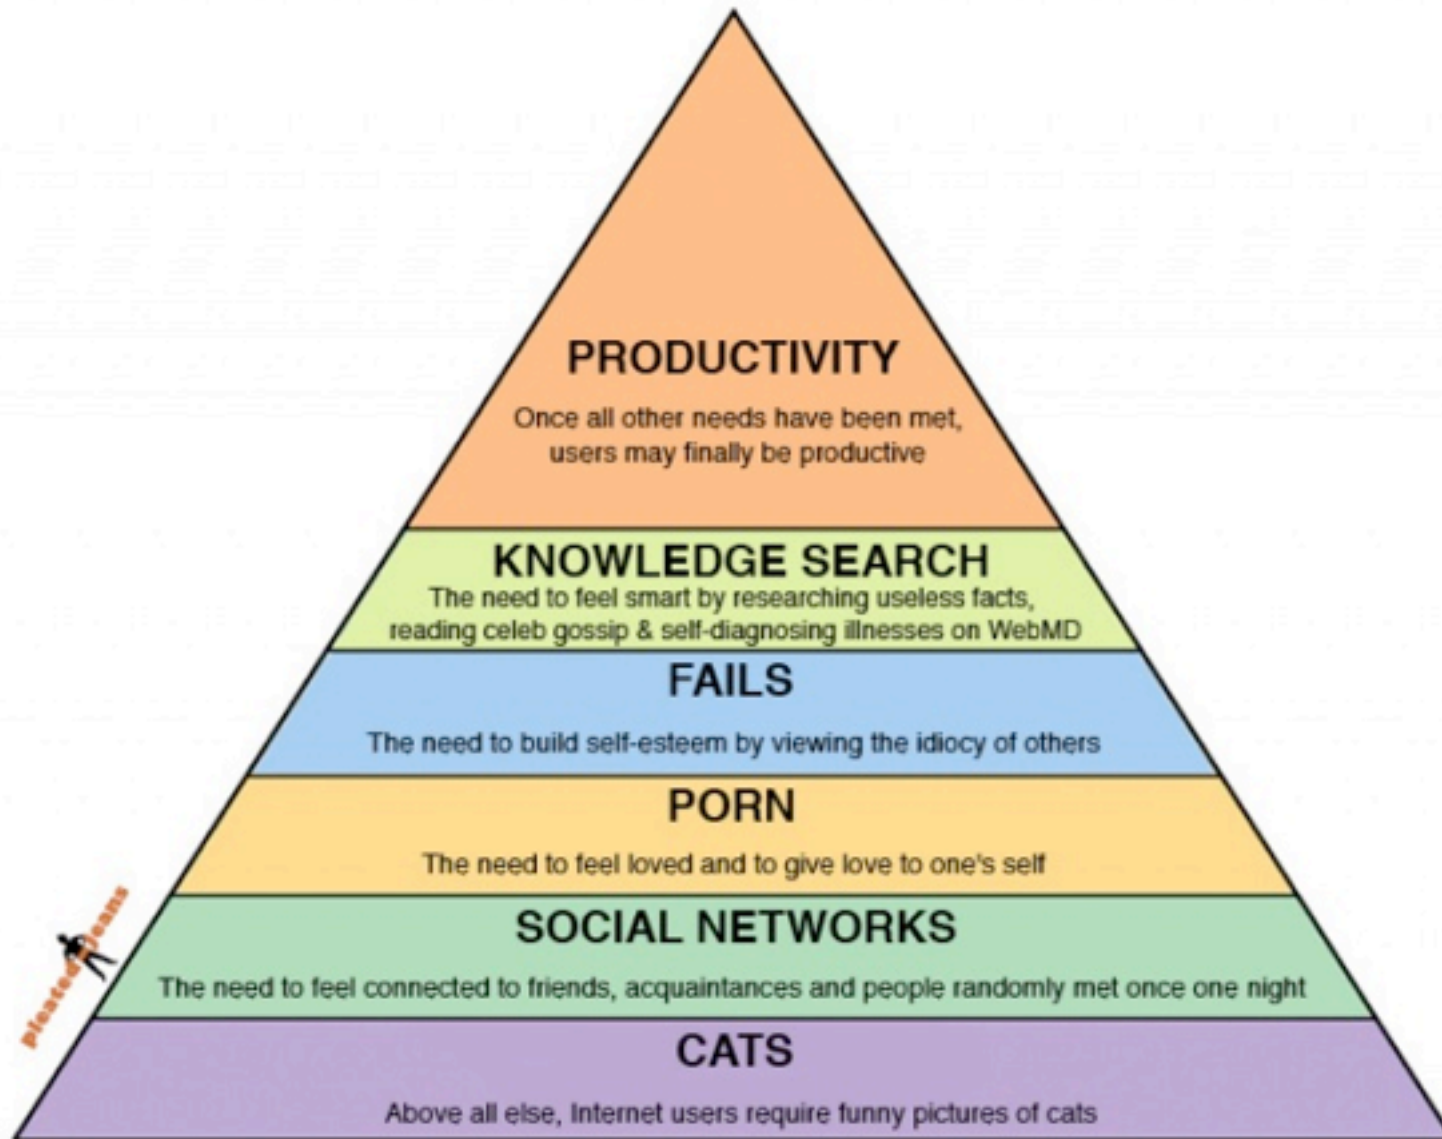 PRODUCTIVITY
Once all other needs have been met,
users may finally be productive
KNOWLEDGE SEARCH
The need to feel smart by researching useless facts,
reading celeb gossip & self-diagnosing illnesses on WebMD
FAILS
The need to build self-esteem by viewing the idiocy of others
PORN
The need to feel loved and to give love to one's self
SOCIAL NETWORKS
The need to feel connected to friends, acquaintances and people randomly met once one night
CATS
Above all else, Internet users require funny pictures of cats
pleated jeans